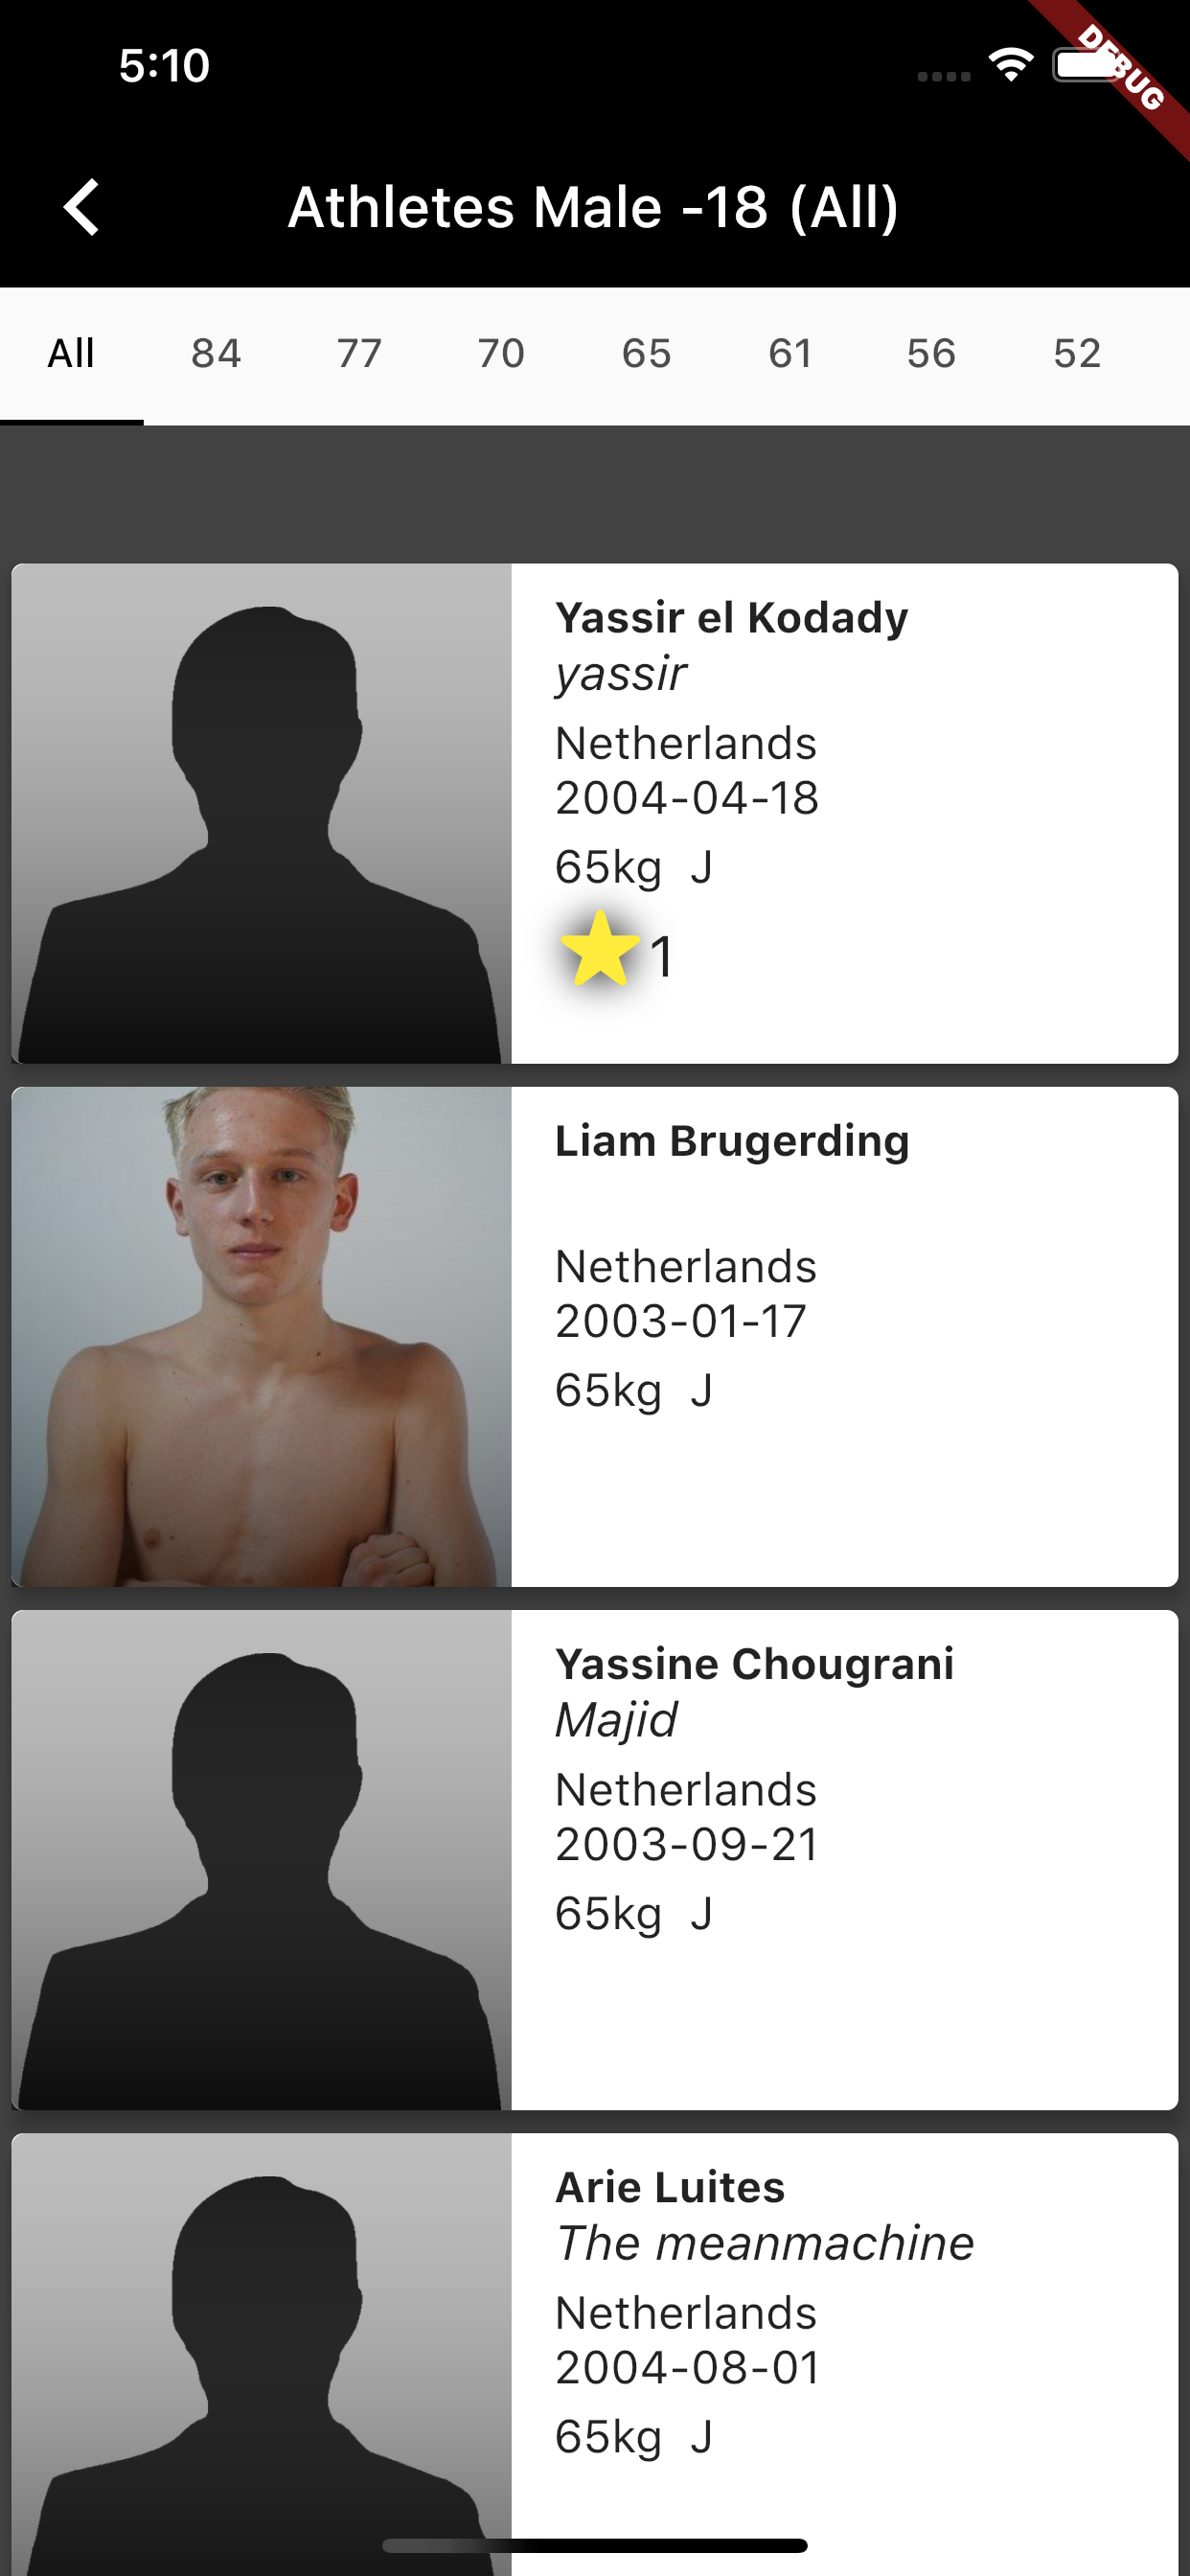 5:10
DEBUG
Athletes Male -18 (All)
All 84 77 70 65 61 56 52
Yassir el Kodady
yassir
Netherlands
2004-04-18
65kg J
1
Liam Brugerding
Netherlands
2003-01-17
65kg J
Yassine Chougrani
Majid
Netherlands
2003-09-21
65kg J
Arie Luites
The meanmachine
Netherlands
2004-08-01
65kg J